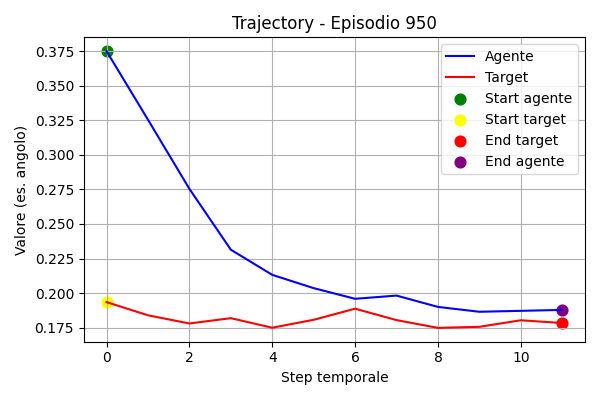 Trajectory - Episodio 950
Valore (es. angolo)
0.375
0.350
0.325
0.300
0.275
0.250
0.225
0.200
0.175
Agente
Target
Start agente
Start target
End target
End agente
0 2 4 6 8 10
Step temporale